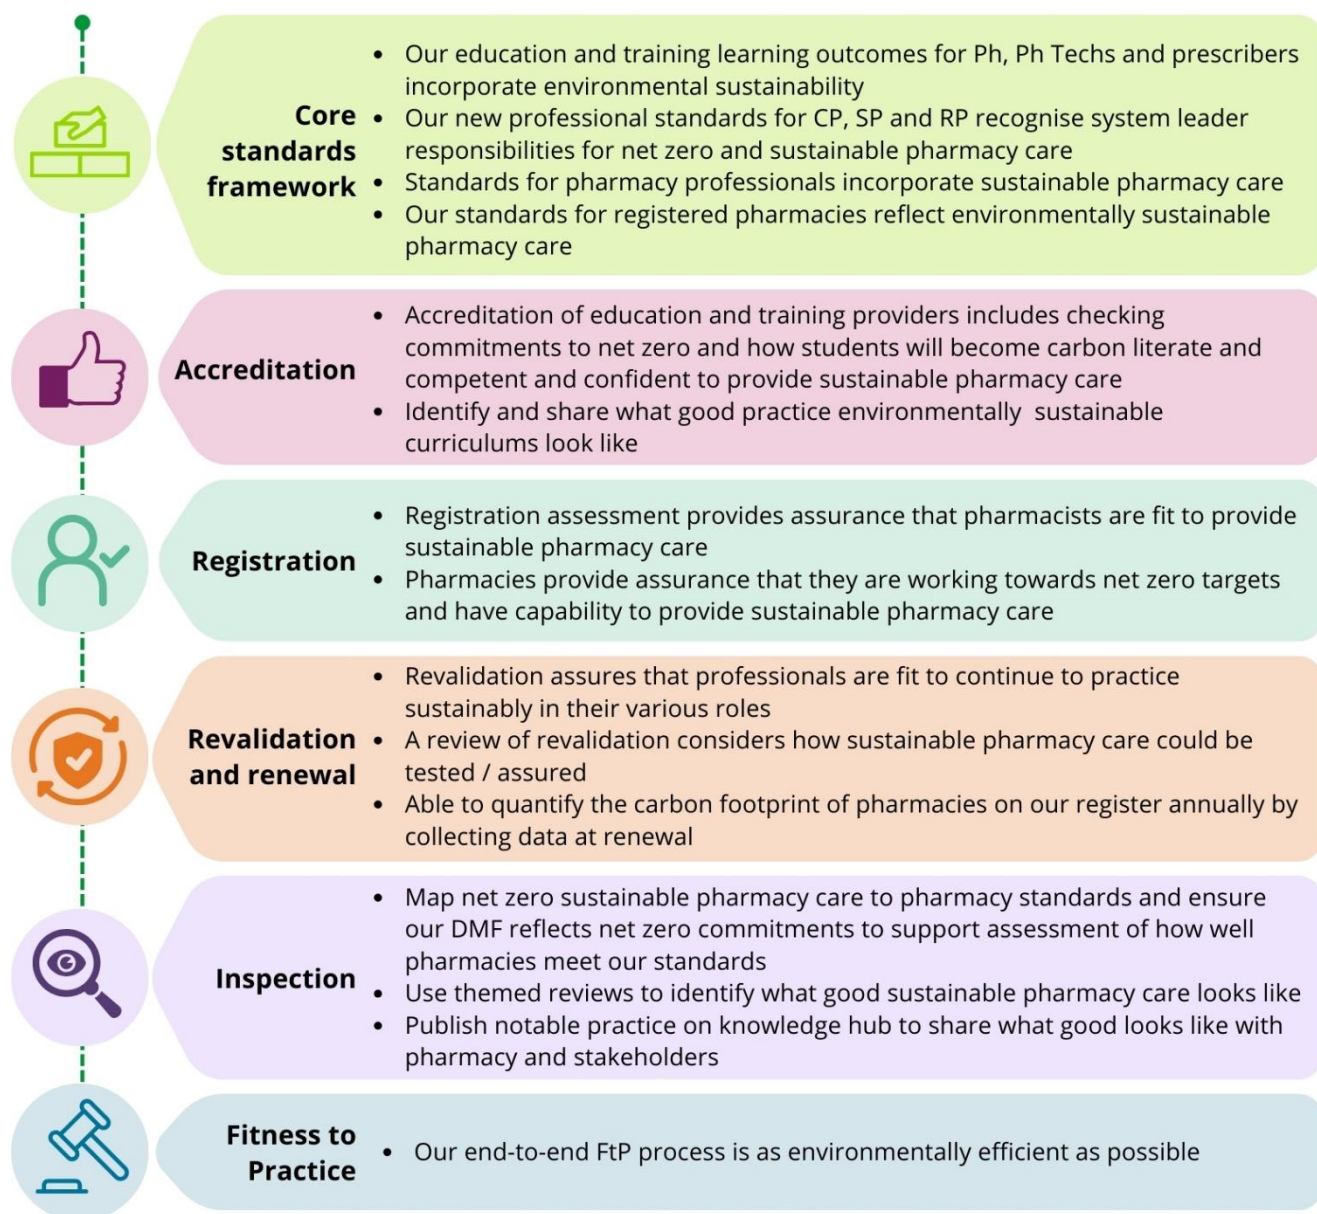 Core
standards
framework
• Our education and training learning outcomes for Ph, Ph Techs and prescribers
incorporate environmental sustainability
• Our new professional standards for CP, SP and RP recognise system leader
responsibilities for net zero and sustainable pharmacy care
• Standards for pharmacy professionals incorporate sustainable pharmacy care
• Our standards for registered pharmacies reflect environmentally sustainable
pharmacy care
Accreditation
• Accreditation of education and training providers includes checking
commitments to net zero and how students will become carbon literate and
competent and confident to provide sustainable pharmacy care
• Identify and share what good practice environmentally sustainable
curriculums look like
Registration
• Registration assessment provides assurance that pharmacists are fit to provide
sustainable pharmacy care
• Pharmacies provide assurance that they are working towards net zero targets
and have capability to provide sustainable pharmacy care
Revalidation
and renewal
• Revalidation assures that professionals are fit to continue to practice
sustainably in their various roles
• A review of revalidation considers how sustainable pharmacy care could be
tested / assured
• Able to quantify the carbon footprint of pharmacies on our register annually by
collecting data at renewal
Inspection
• Map net zero sustainable pharmacy care to pharmacy standards and ensure
our DMF reflects net zero commitments to support assessment of how well
pharmacies meet our standards
• Use themed reviews to identify what good sustainable pharmacy care looks like
• Publish notable practice on knowledge hub to share what good looks like with
pharmacy and stakeholders
Fitness to
Practice
• Our end-to-end FtP process is as environmentally efficient as possible